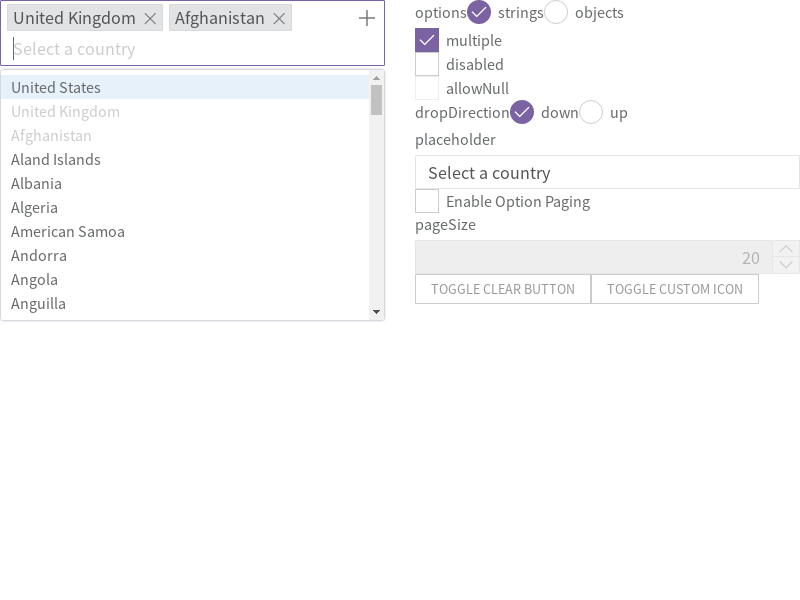 United Kingdom
Afghanistan
Select a country
United States
United Kingdom
Afghanistan
Aland Islands
Albania
Algeria
American Samoa
Andorra
Angola
Anguilla
options strings objects
multiple
disabled
allowNull
dropDirection down up
placeholder
Select a country
Enable Option Paging
pageSize
20
TOGGLE CLEAR BUTTON TOGGLE CUSTOM ICON